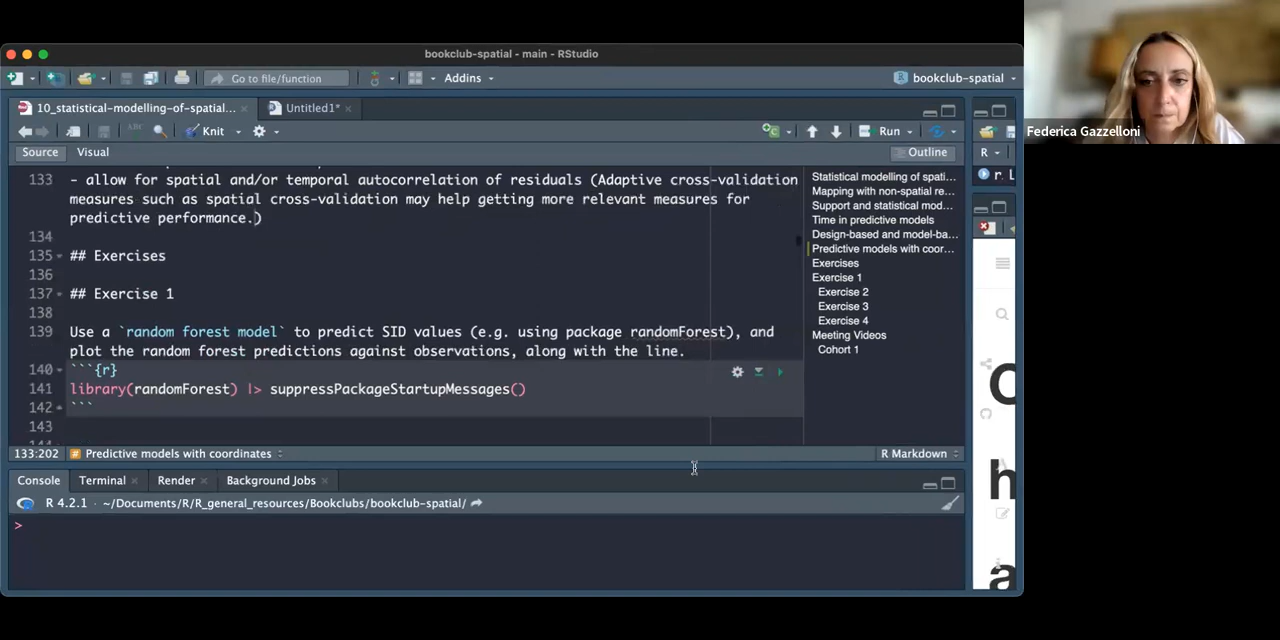 bookclub-spatial - main - RStudio
Go to file/function
Addins
bookclub-spatial
10_statistical-modelling-of-spatial...
Untitled1*
ABC
Knit
Run
R
Source
Visual
Outline
r. L
133 - allow for spatial and/or temporal autocorrelation of residuals (Adaptive cross-validation
measures such as spatial cross-validation may help getting more relevant measures for
predictive performance.)
134
135 ## Exercises
136
137 ## Exercise 1
138
139 Use a `random forest model` to predict SID values (e.g. using package randomForest), and
plot the random forest predictions against observations, along with the line.
140 ```{r}
141 library(randomForest) |> suppressPackageStartupMessages()
142 ```
143
144
Statistical modelling of spati...
Mapping with non-spatial re...
Support and statistical mod...
Time in predictive models
Design-based and model-ba...
Predictive models with coor...
Exercises
Exercise 1
Exercise 2
Exercise 3
Exercise 4
Meeting Videos
Cohort 1
133:202
# Predictive models with coordinates
R Markdown
Console
Terminal
Render
Background Jobs
R 4.2.1 · ~/Documents/R/R_general_resources/Bookclubs/bookclub-spatial/
>
h
a
Federica Gazzelloni